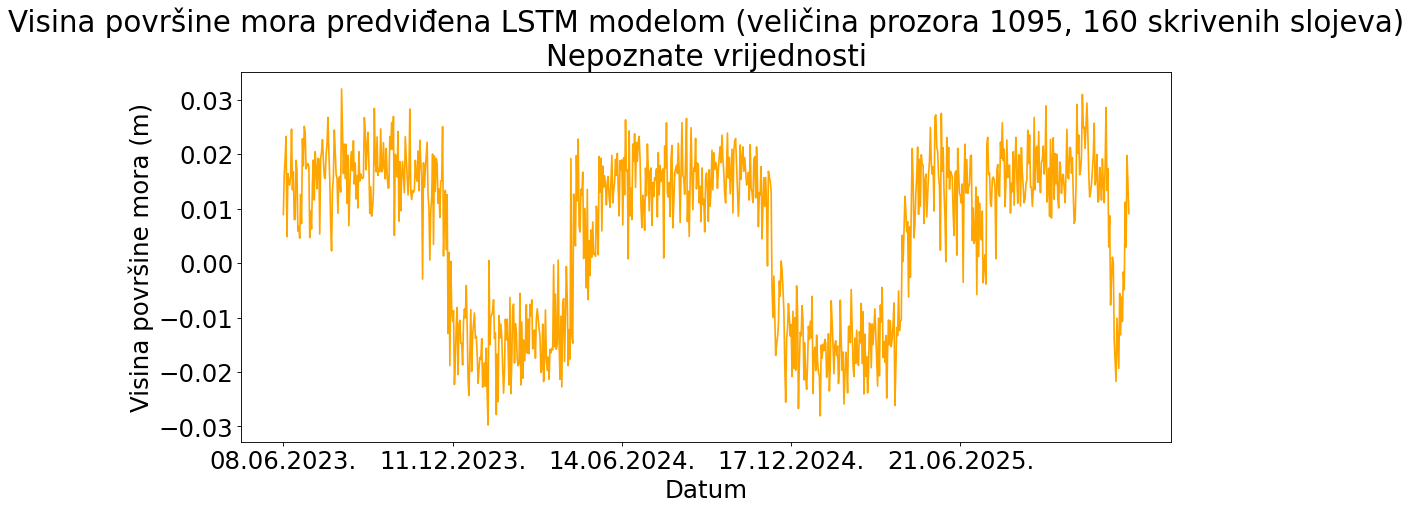 Visina površine mora predviđena LSTM modelom (veličina prozora 1095, 160 skrivenih slojeva)
Nepoznate vrijednosti
Visina površine mora (m)
0.03
0.02
0.01
0.00
−0.01
−0.02
−0.03
08.06.2023. 11.12.2023. 14.06.2024. 17.12.2024. 21.06.2025.
Datum